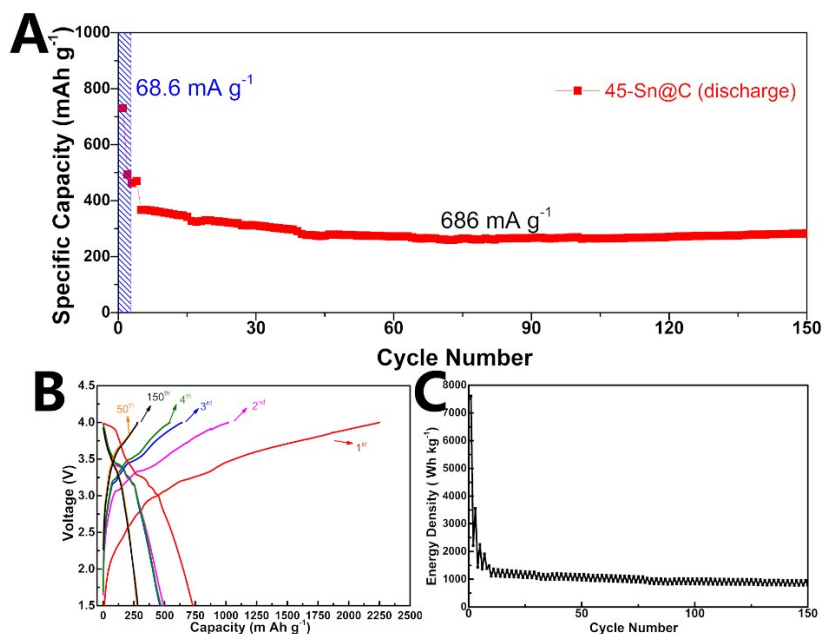 A
Specific Capacity (mAh g⁻¹)
1000
800
600
400
200
0
68.6 mA g⁻¹
45-Sn@C (discharge)
686 mA g⁻¹
0 30 60 90 120 150
Cycle Number
B
Voltage (V)
4.5
4.0
3.5
3.0
2.5
2.0
1.5
50th
150th
4th
3rd
2nd
1st
0 250 500 750 1000 1250 1500 1750 2000 2250 2500
Capacity (m Ah g⁻¹)
C
Energy Density ( Wh kg⁻¹)
8000
7000
6000
5000
4000
3000
2000
1000
0
0 50 100 150
Cycle Number